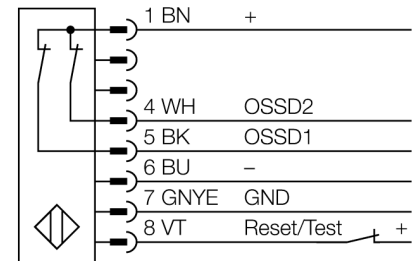 1 BN +
4 WH OSSD2
5 BK OSSD1
6 BU –
7 GNYE GND
8 VT Reset/Test +